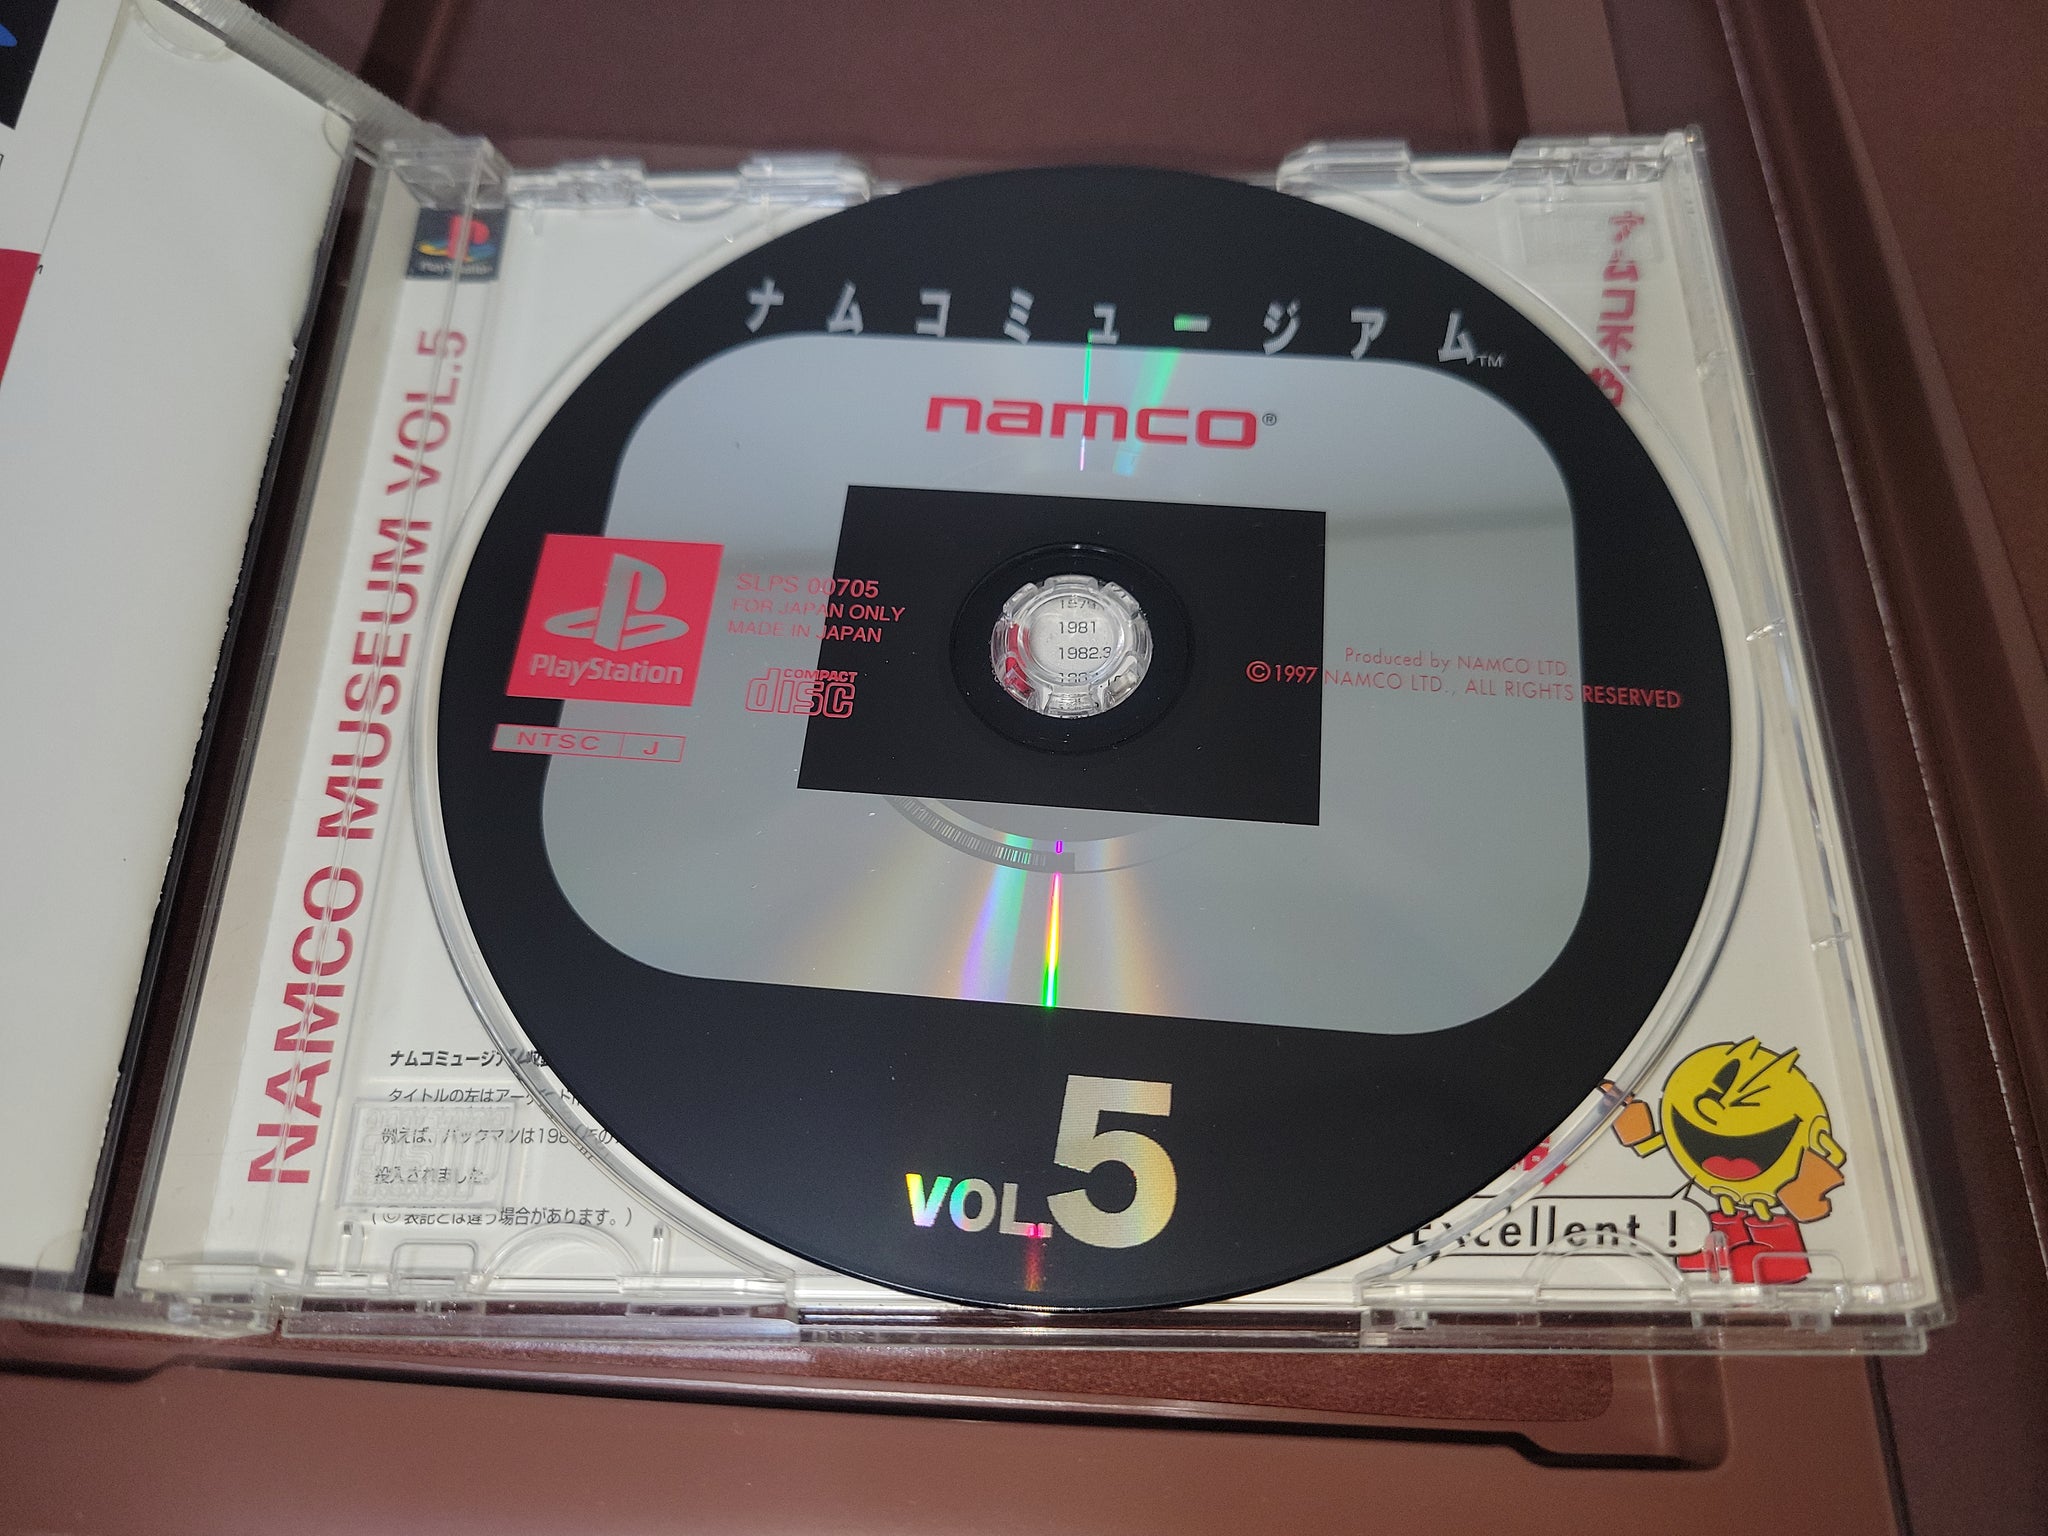 PlayStation
NAMCO MUSEUM VOL.5
ナムコミュージアム™
namco®
PlayStation
SLPS 00705
FOR JAPAN ONLY
MADE IN JAPAN
COMPACT
disc
NTSC J
1979
1981
1982.3
Produced by NAMCO LTD.
©1997 NAMCO LTD., ALL RIGHTS RESERVED
VOL.5
ナムコミュージアム収
タイトルの左はアーケード
例えば、パックマンは198
投入されました。
(©表記とは違う場合があります。)
Excellent !